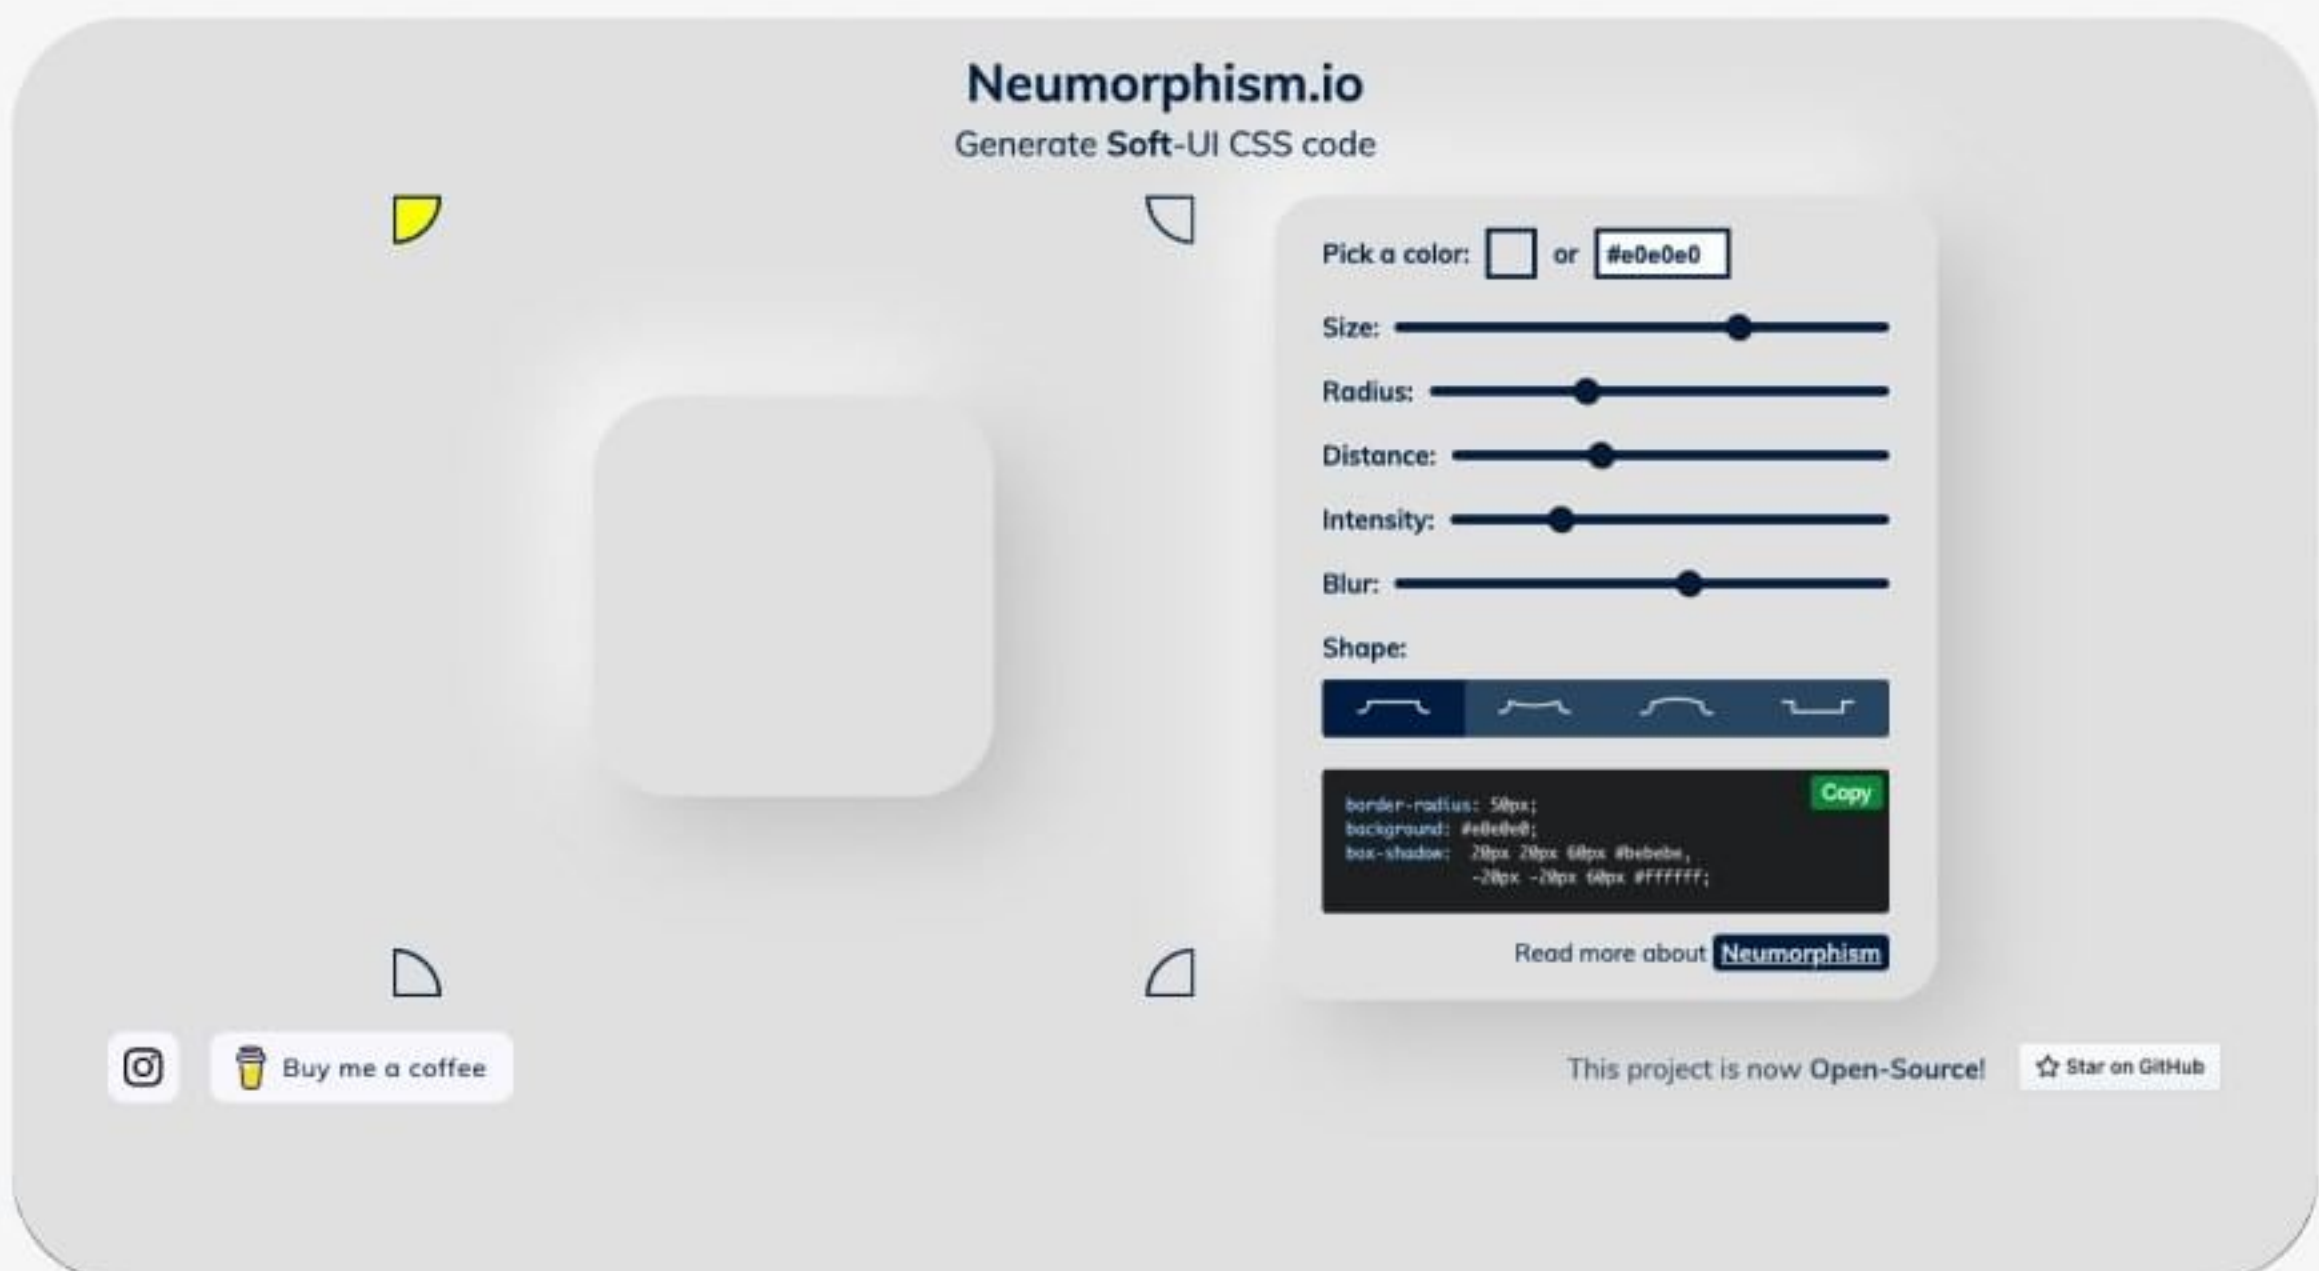 Neumorphism.io
Generate Soft-UI CSS code
Pick a color: or #e0e0e0
Size:
Radius:
Distance:
Intensity:
Blur:
Shape:
Copy
border-radius: 50px;
background: #e0e0e0;
box-shadow: 20px 20px 60px #bebebe,
-20px -20px 60px #ffffff;
Read more about Neumorphism
Buy me a coffee
This project is now Open-Source!
Star on GitHub